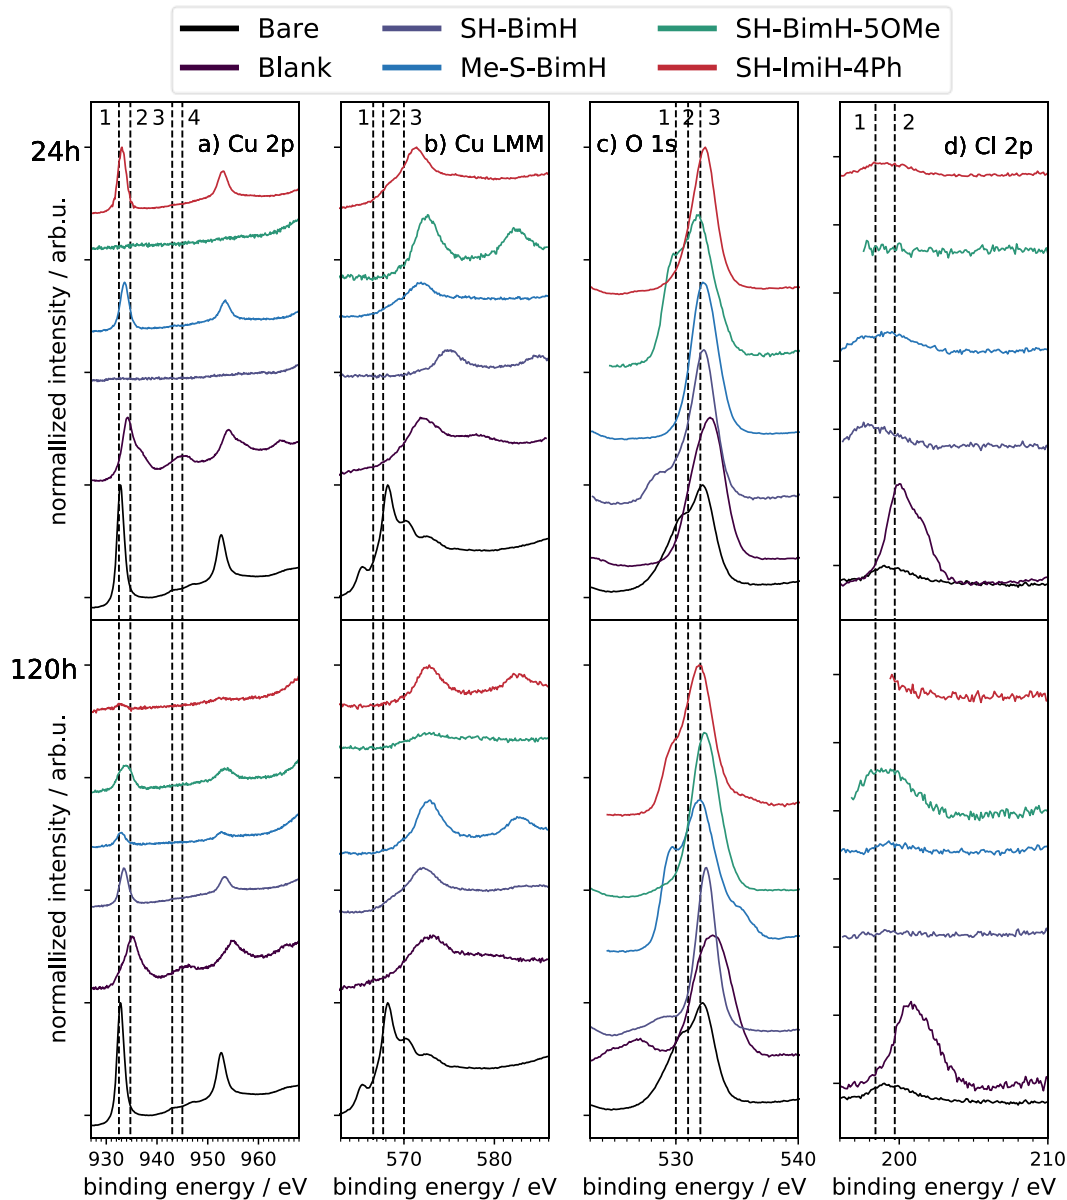 Bare SH-BimH SH-BimH-5OMe
Blank Me-S-BimH SH-ImiH-4Ph
1 2 3 4 1 2 3 1 2 3 1 2
24h a) Cu 2p b) Cu LMM c) O 1s d) Cl 2p
normallized intensity / arb.u.
120h
normallized intensity / arb.u.
930 940 950 960 570 580 530 540 200 210
binding energy / eV binding energy / eV binding energy / eV binding energy / eV